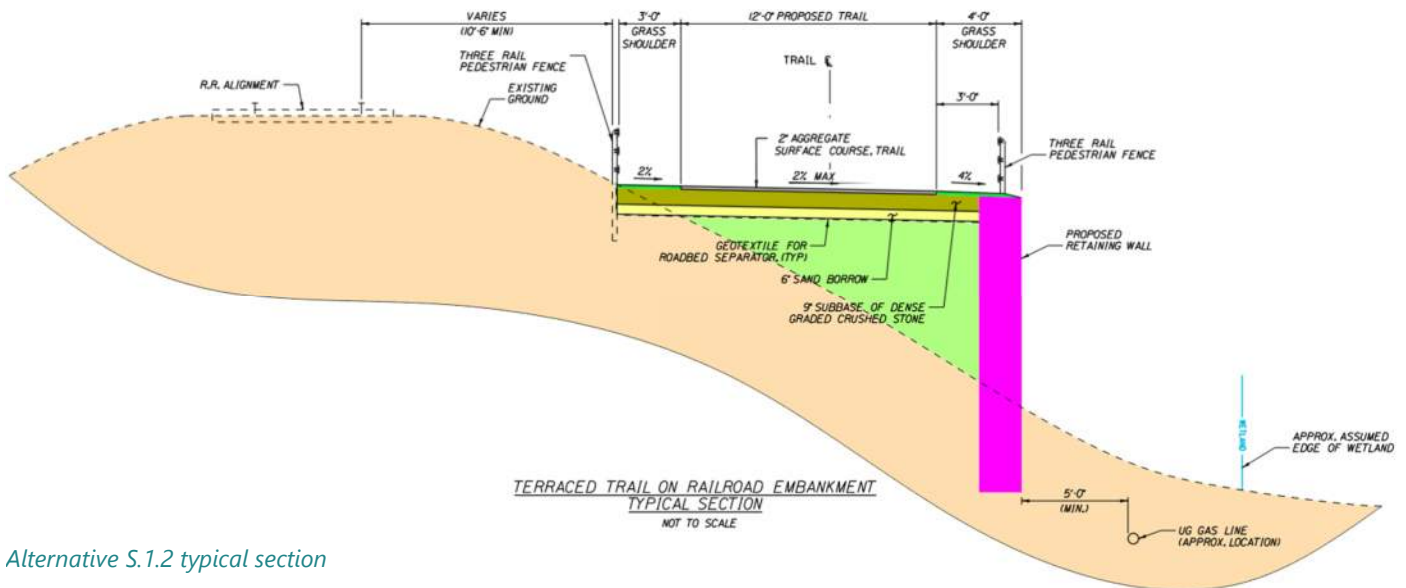 VARIES
(10'-6" MIN)
3'-0"
GRASS
SHOULDER
12'-0" PROPOSED TRAIL
4'-0"
GRASS
SHOULDER
THREE RAIL
PEDESTRIAN FENCE
TRAIL ℄
R.R. ALIGNMENT
EXISTING
GROUND
3'-0"
2" AGGREGATE
SURFACE COURSE, TRAIL
THREE RAIL
PEDESTRIAN FENCE
2%
2% MAX
4%
GEOTEXTILE FOR
ROADBED SEPARATOR, (TYP)
PROPOSED
RETAINING WALL
6" SAND BORROW
9" SUBBASE OF DENSE
GRADED CRUSHED STONE
WETLAND
APPROX. ASSUMED
EDGE OF WETLAND
TERRACED TRAIL ON RAILROAD EMBANKMENT
TYPICAL SECTION
NOT TO SCALE
5'-0"
(MIN.)
UG GAS LINE
(APPROX. LOCATION)
Alternative S.1.2 typical section